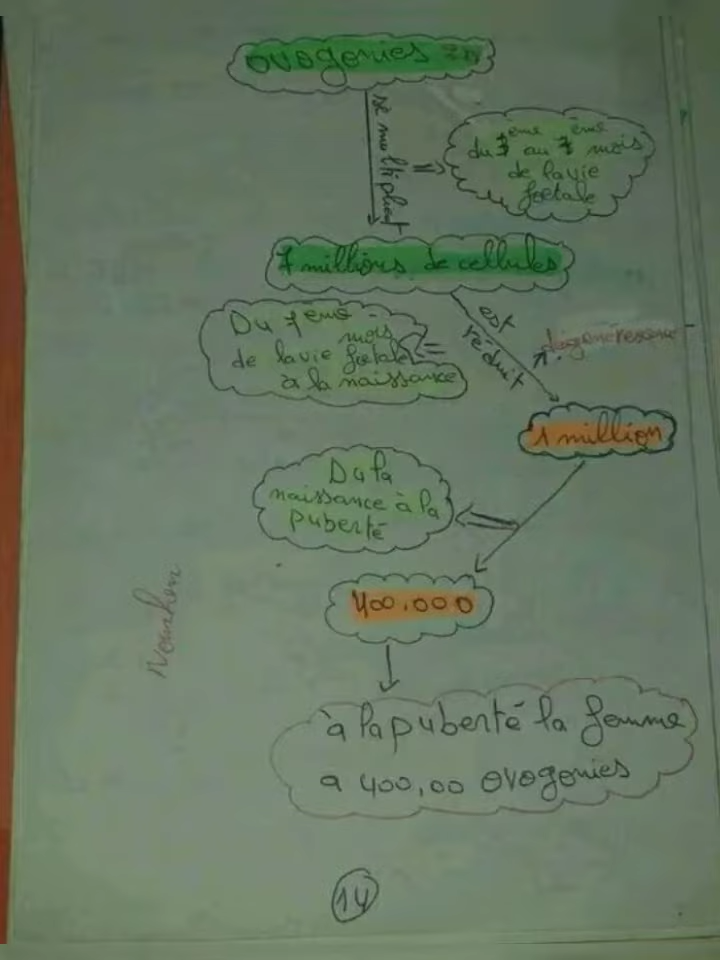 ovogonies 2n
se multiplient
du 3ème au 7ème mois
de la vie
foetale
7 millions de cellules
est
réduit
dégénérescence
Du 7ème
mois
de la vie foetale
à la naissance
1 million
Du la
naissance à la
puberté
400.000
à la puberté la femme
a 400,00 ovogonies
14